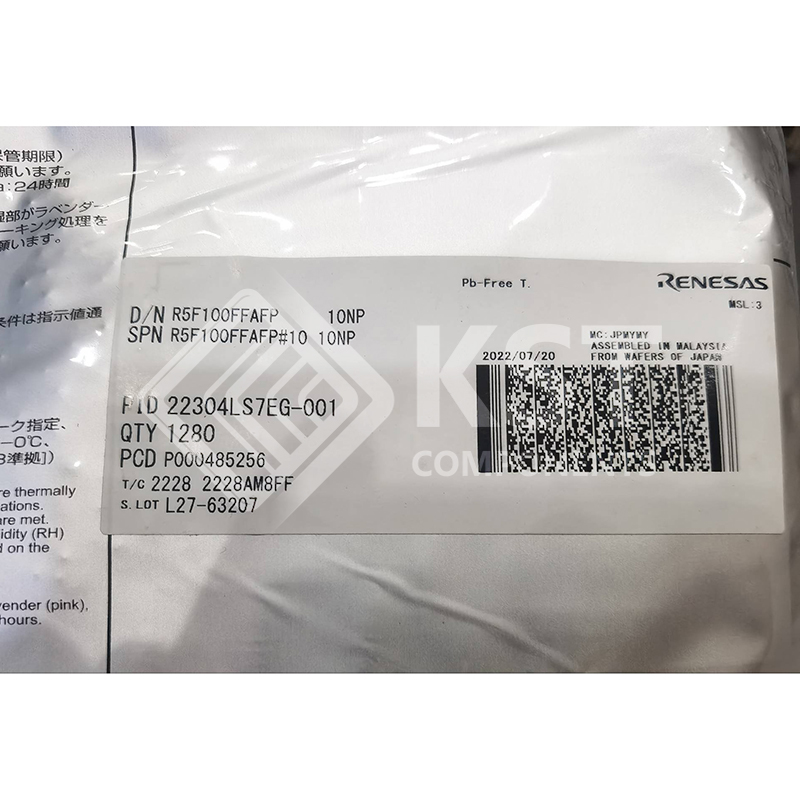 保管期限)
願います。
a:24時間
湿部がラベンダー
ーキング処理を
願います。
条件は指示値通
ーク指定、
-0℃、
3準拠])
re thermally
ations.
are met.
idity (RH)
d on the
vender (pink),
hours.
Pb-Free T.
RENESAS
MSL:3
D/N R5F100FFAFP 10NP
SPN R5F100FFAFP#10 10NP
MC:JPMYMY
ASSEMBLED IN MALAYSIA
2022/07/20 FROM WAFERS OF JAPAN
PID 22304LS7EG-001
QTY 1280
PCD P000485256
T/C 2228 2228AM8FF
S.LOT L27-63207
KST
COMPONENTS